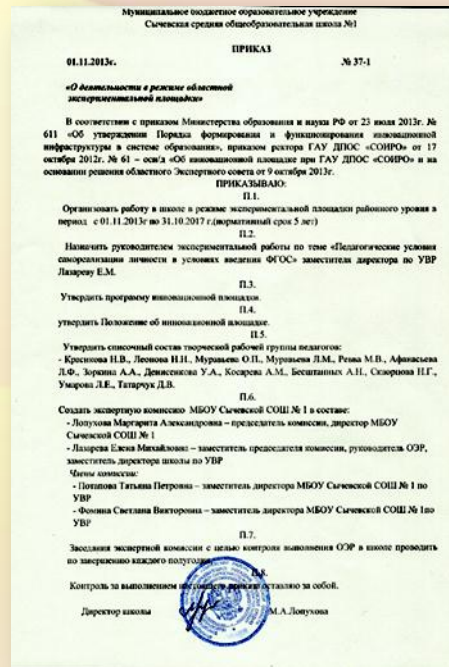 Муниципальное бюджетное образовательное учреждение
Сычевская средняя общеобразовательная школа №1
ПРИКАЗ
01.11.2013г. № 37-1
«О деятельности в режиме областной
экспериментальной площадки»
В соответствии с приказом Министерства образования и науки РФ от 23 июля 2013г. №
611 «Об утверждении Порядка формирования и функционирования инновационной
инфраструктуры в системе образования», приказом ректора ГАУ ДПОС «СОИРО» от 17
октября 2012г. № 61 – осн/д «Об инновационной площадке при ГАУ ДПОС «СОИРО» и на
основании решения областного Экспертного совета от 9 октября 2013г.
ПРИКАЗЫВАЮ:
П.1.
Организовать работу в школе в режиме экспериментальной площадки районного уровня в
период с 01.11.2013г по 31.10.2017 г.(нормативный срок 5 лет)
П.2.
Назначить руководителем экспериментальной работы по теме «Педагогические условия
самореализации личности в условиях введения ФГОС» заместителя директора по УВР
Лазареву Е.М.
П.3.
Утвердить программу инновационной площадки.
П.4.
утвердить Положение об инновационной площадке.
П.5.
Утвердить списочный состав творческой рабочей группы педагогов:
- Красикова Н.В., Леонова Н.Н., Муравьева О.П., Муравьева Л.М., Ревва М.В., Афанасьева
Л.Ф., Зоркина А.А., Денисенкова У.А., Косарева А.М., Бесштанных А.Н., Скворцова Н.Г.,
Умарова Л.Е., Татарчук Д.В.
П.6.
Создать экспертную комиссию МБОУ Сычевской СОШ № 1 в составе:
- Лопухова Маргарита Александровна – председатель комиссии, директор МБОУ
Сычевской СОШ № 1
- Лазарева Елена Михайловна – заместитель председателя комиссии, руководитель ОЭР,
заместитель директора школы по УВР
Члены комиссии:
- Потапова Татьяна Петровна – заместитель директора МБОУ Сычевской СОШ № 1 по
УВР
- Фомина Светлана Викторовна – заместитель директора МБОУ Сычевской СОШ № 1по
УВР
П.7.
Заседания экспертной комиссии с целью контроля выполнения ОЭР в школе проводить
по завершению каждого полугодия.
П.8.
Контроль за выполнением настоящего приказа оставляю за собой.
Директор школы М.А.Лопухова